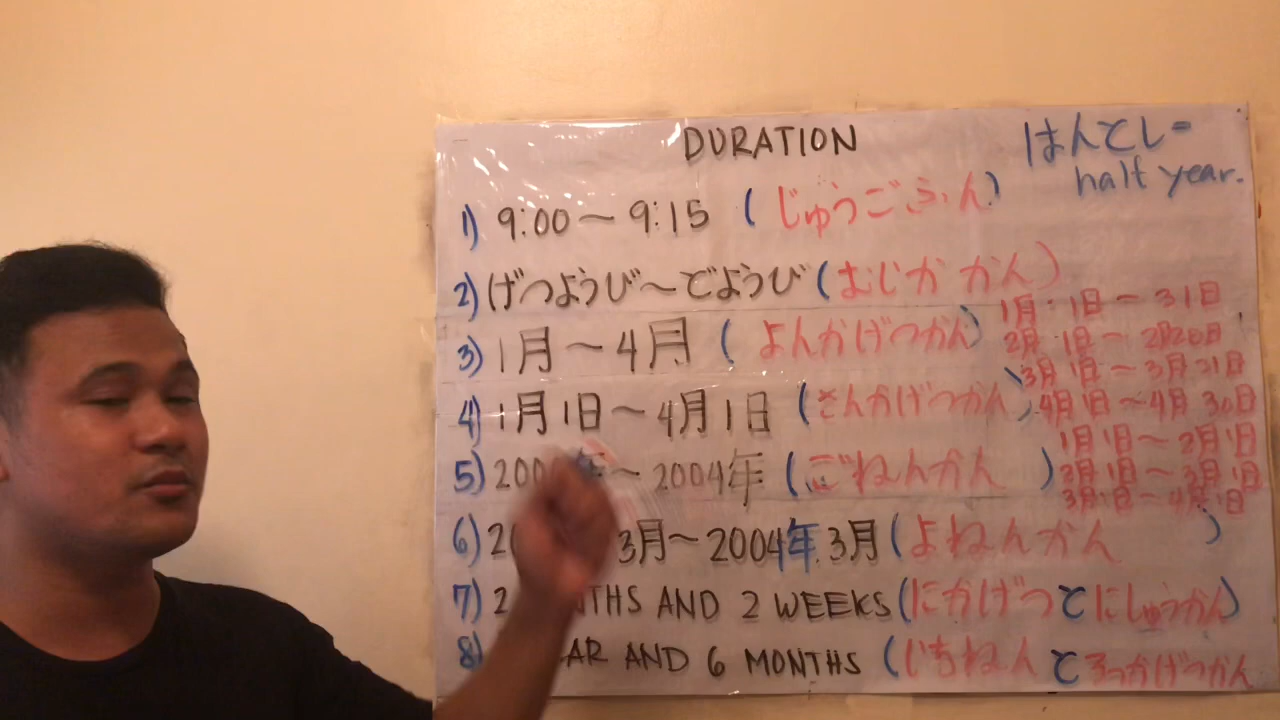 DURATION
はんとし=
half year.
1) 9:00〜9:15 (じゅうごふん)
2) げつようび〜どようび (むじかかん)
3) 1月〜4月 (よんかげつかん)
4) 1月1日〜4月1日 (さんかげつかん)
5) 200 年〜2004年 (ごねんかん)
6) 20 3月〜2004年3月 (よねんかん)
7) 2 NTHS AND 2 WEEKS (にかげつとにしゅうかん)
8) AR AND 6 MONTHS (じちねんとろっかげつかん
1月:1日〜31日
2月1日〜2月20日
3月1日〜3月31日
4月1日〜4月30日
1月1日〜2月1日
2月1日〜3月1日
3月1日〜4月1日